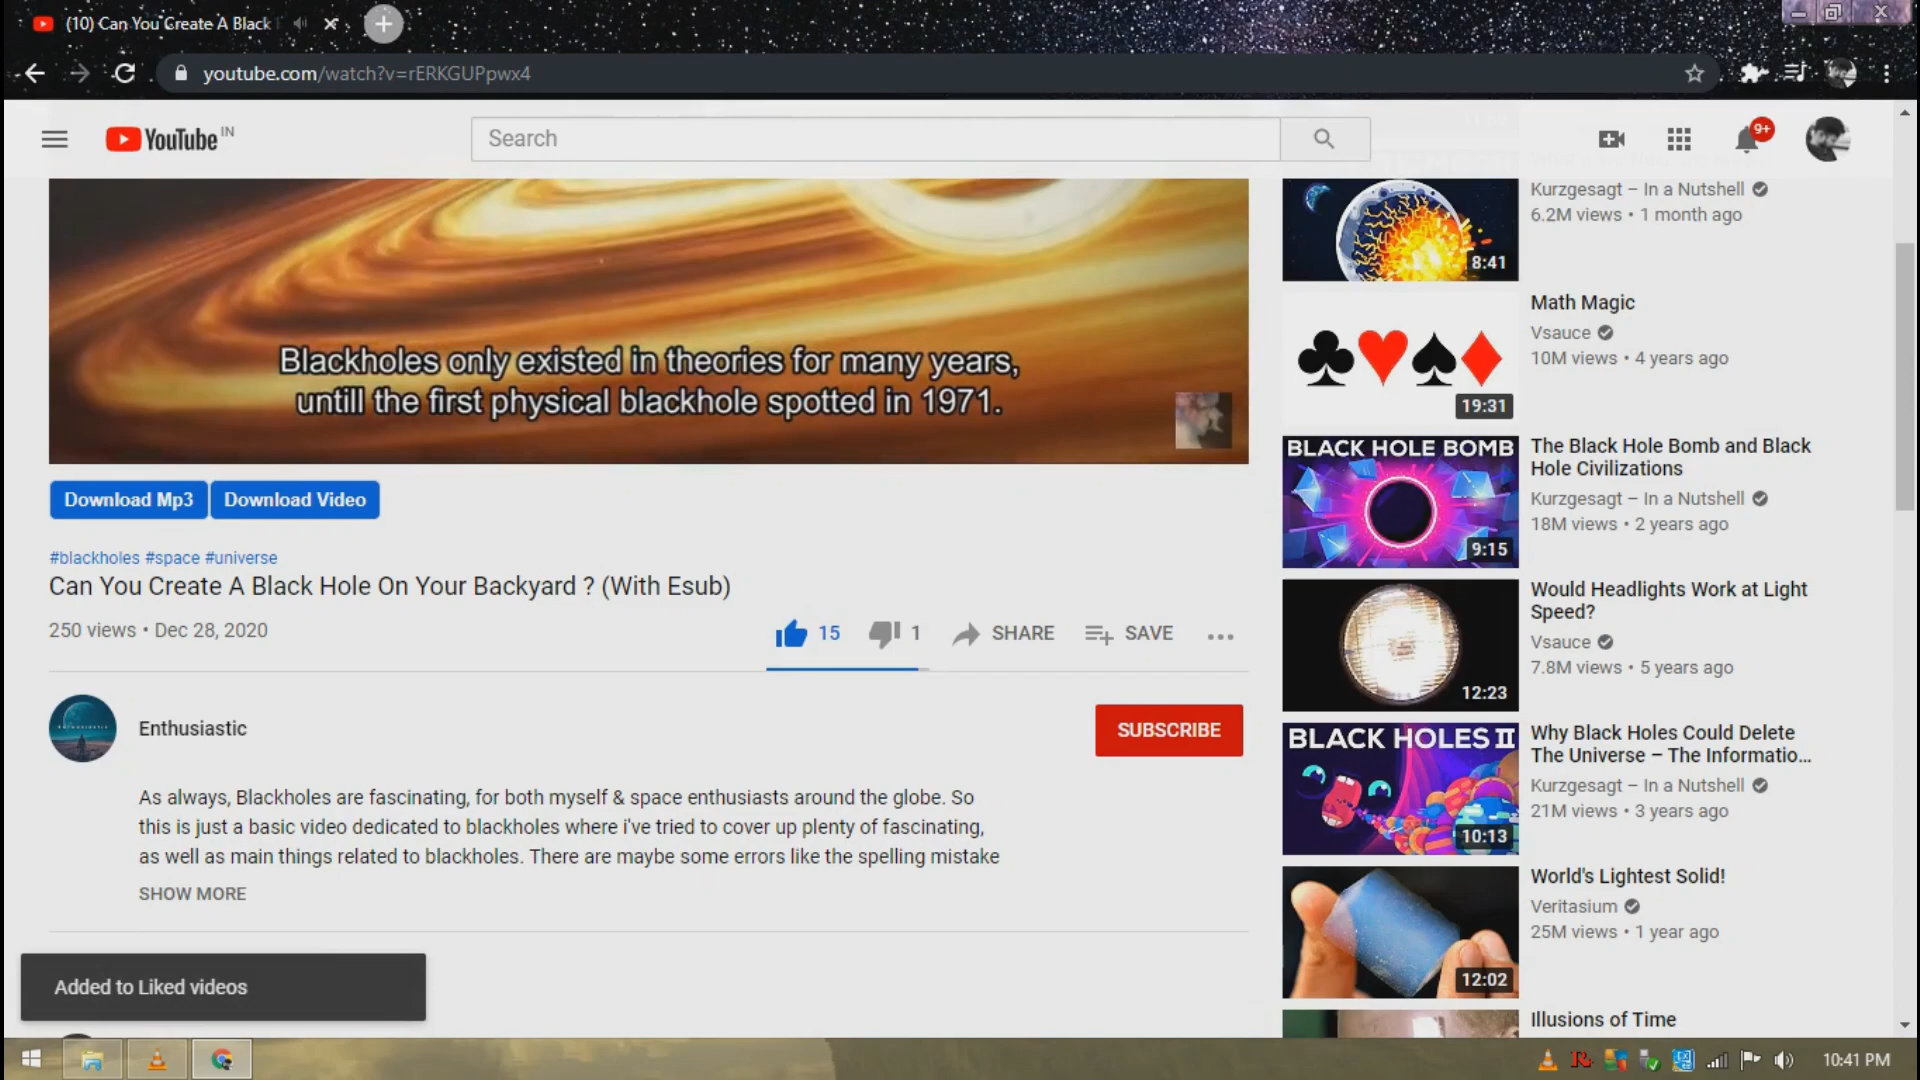 (10) Can You Create A Black
youtube.com/watch?v=rERKGUPpwx4
YouTube IN
Search
9+
Blackholes only existed in theories for many years,
untill the first physical blackhole spotted in 1971.
Download Mp3 Download Video
#blackholes #space #universe
Can You Create A Black Hole On Your Backyard ? (With Esub)
250 views • Dec 28, 2020
15 1 SHARE SAVE
Enthusiastic
SUBSCRIBE
As always, Blackholes are fascinating, for both myself & space enthusiasts around the globe. So
this is just a basic video dedicated to blackholes where i've tried to cover up plenty of fascinating,
as well as main things related to blackholes. There are maybe some errors like the spelling mistake
SHOW MORE
Added to Liked videos
Kurzgesagt – In a Nutshell
6.2M views • 1 month ago
8:41
Math Magic
Vsauce
10M views • 4 years ago
19:31
BLACK HOLE BOMB
9:15
The Black Hole Bomb and Black
Hole Civilizations
Kurzgesagt – In a Nutshell
18M views • 2 years ago
Would Headlights Work at Light
Speed?
Vsauce
7.8M views • 5 years ago
12:23
BLACK HOLES II
10:13
Why Black Holes Could Delete
The Universe – The Informatio...
Kurzgesagt – In a Nutshell
21M views • 3 years ago
World's Lightest Solid!
Veritasium
25M views • 1 year ago
12:02
Illusions of Time
10:41 PM